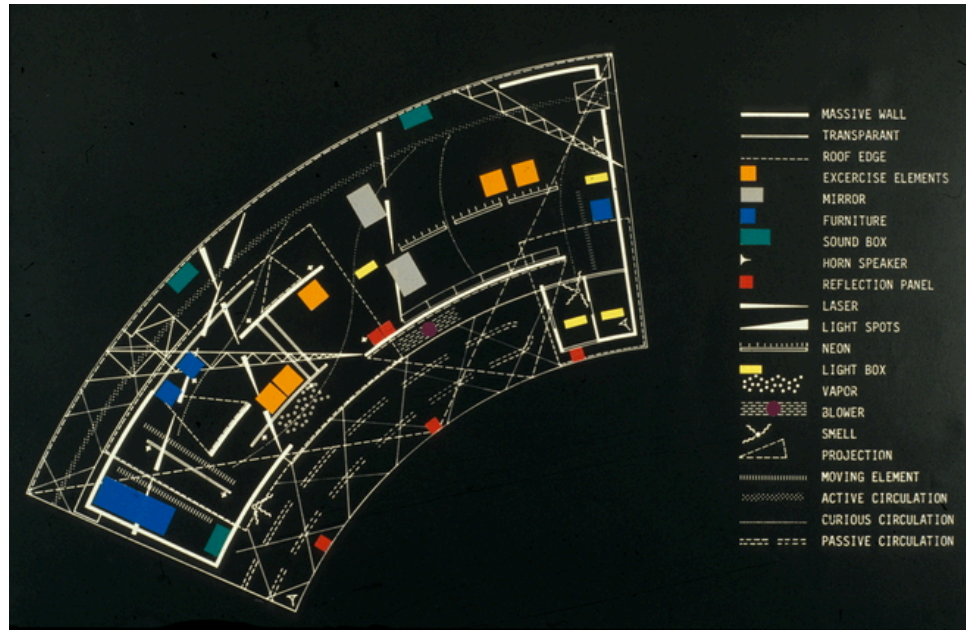 MASSIVE WALL
TRANSPARANT
ROOF EDGE
EXCERCISE ELEMENTS
MIRROR
FURNITURE
SOUND BOX
HORN SPEAKER
REFLECTION PANEL
LASER
LIGHT SPOTS
NEON
LIGHT BOX
VAPOR
BLOWER
SMELL
PROJECTION
MOVING ELEMENT
ACTIVE CIRCULATION
CURIOUS CIRCULATION
PASSIVE CIRCULATION